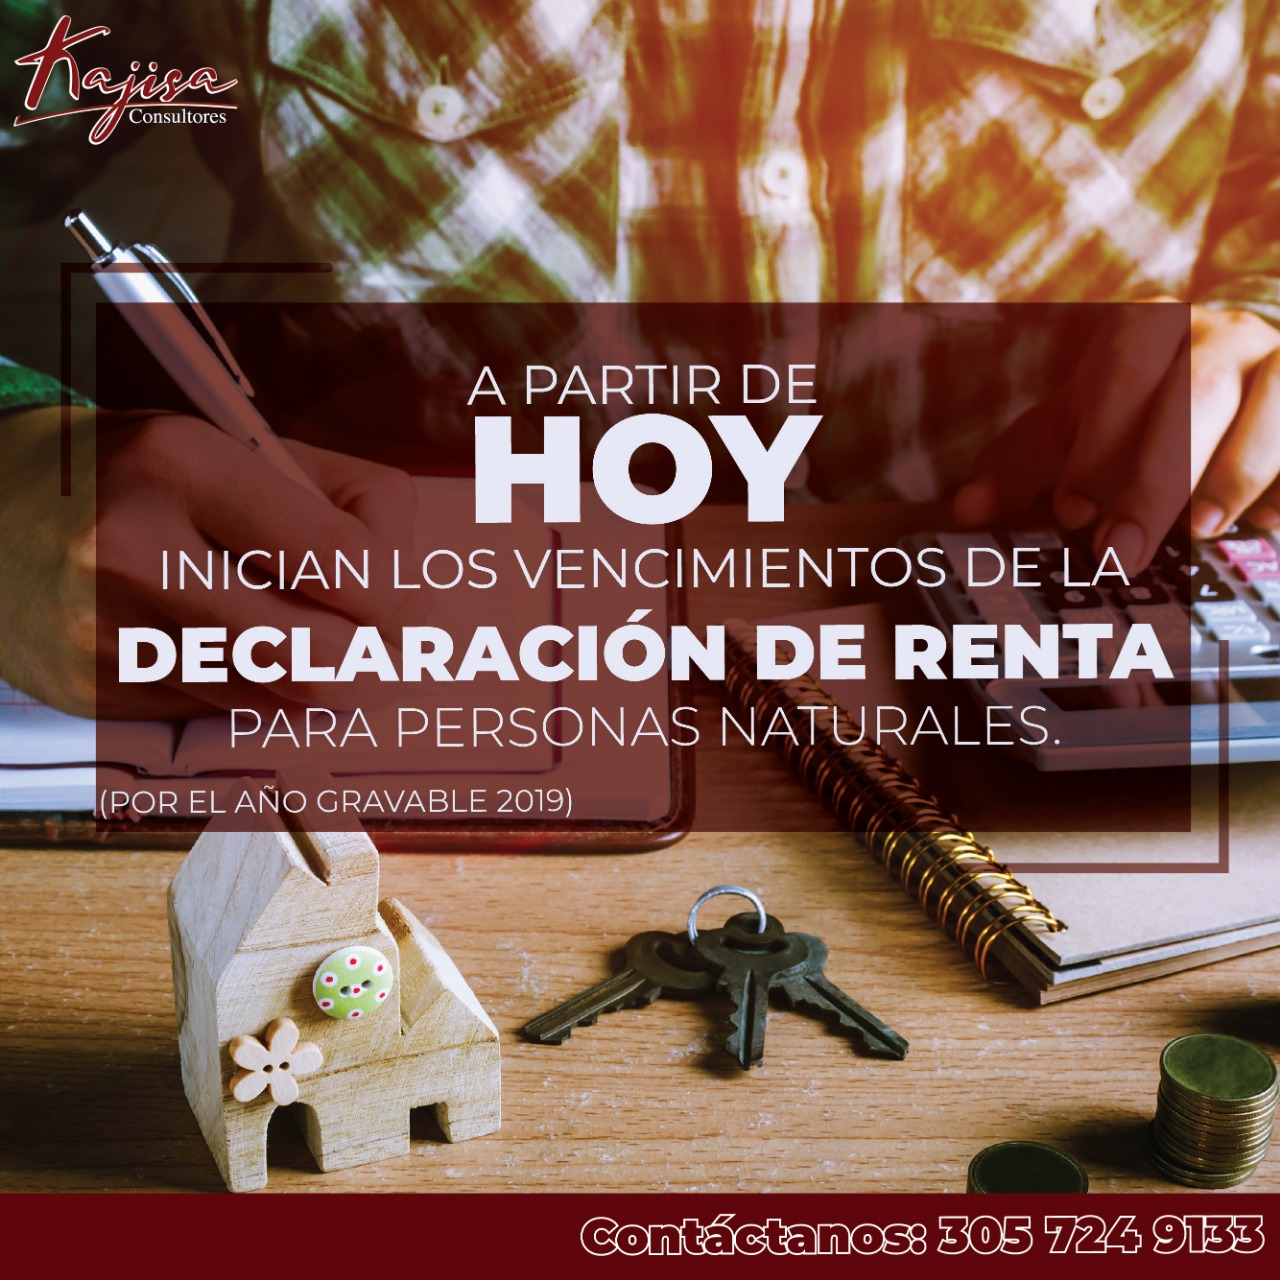 Kajisa
Consultores
A PARTIR DE
HOY
INICIAN LOS VENCIMIENTOS DE LA
DECLARACIÓN DE RENTA
PARA PERSONAS NATURALES.
(POR EL AÑO GRAVABLE 2019)
Contáctanos: 305 724 9133